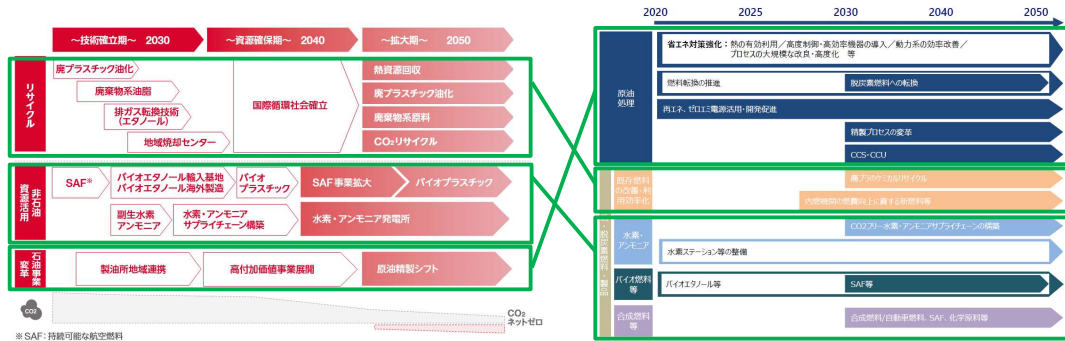 ～技術確立期～ 2030
～資源確保期～ 2040
～拡大期～ 2050
リサイクル
廃プラスチック油化
廃棄物系油脂
排ガス転換技術
(エタノール)
地域焼却センター
国際循環社会確立
熱資源回収
廃プラスチック油化
廃棄物系原料
CO₂リサイクル
非石油
資源活用
SAF※
バイオエタノール輸入基地
バイオエタノール海外製造
バイオ
プラスチック
SAF事業拡大
バイオプラスチック
副生水素
アンモニア
水素・アンモニア
サプライチェーン構築
水素・アンモニア発電所
石油事業
変革
製油所地域連携
高付加価値事業展開
原油精製シフト
CO2
CO₂
ネットゼロ
※SAF：持続可能な航空燃料
2020
2025
2030
2040
2050
原油
処理
省エネ対策強化：熱の有効利用／高度制御・高効率機器の導入／動力系の効率改善／
プロセスの大規模な改良・高度化 等
燃料転換の推進
脱炭素燃料への転換
再エネ、ゼロエミ電源活用・開発促進
精製プロセスの変革
CCS・CCU
・脱炭素燃料・製品
既存燃料
の改善・利
用効率化
廃プラのケミカルリサイクル
内燃機関の燃費向上に資する新燃料等
水素・
アンモニア
CO2フリー水素・アンモニアサプライチェーンの構築
水素ステーション等の整備
バイオ燃料
等
バイオエタノール等
SAF等
合成燃料
等
合成燃料/自動車燃料、SAF、化学原料等